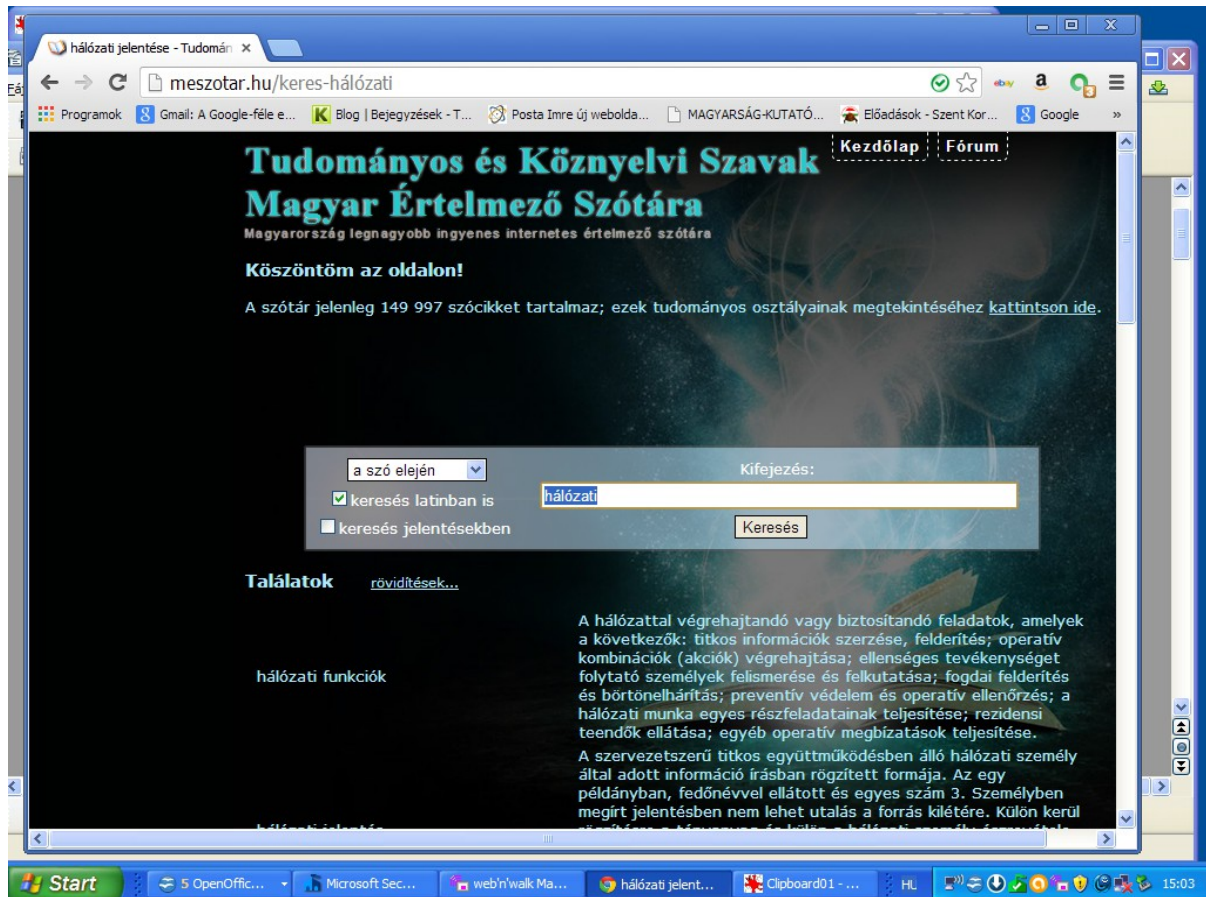 hálózati jelentése - Tudomán
meszotar.hu/keres-hálózati
ebay a 3
Programok Gmail: A Google-féle e... Blog | Bejegyzések - T... Posta Imre új webolda... MAGYARSÁG-KUTATÓ... Előadások - Szent Kor... Google »
Kezdõlap Fórum
Tudományos és Köznyelvi Szavak
Magyar Értelmező Szótára
Magyarország legnagyobb ingyenes internetes értelmező szótára
Köszöntöm az oldalon!
A szótár jelenleg 149 997 szócikket tartalmaz; ezek tudományos osztályainak megtekintéséhez kattintson ide.
a szó elején
Kifejezés:
keresés latinban is
hálózati
keresés jelentésekben
Keresés
Találatok rövidítések...
hálózati funkciók
A hálózattal végrehajtandó vagy biztosítandó feladatok, amelyek
a következők: titkos információk szerzése, felderítés; operatív
kombinációk (akciók) végrehajtása; ellenséges tevékenységet
folytató személyek felismerése és felkutatása; fogdai felderítés
és börtönelhárítás; preventív védelem és operatív ellenőrzés; a
hálózati munka egyes részfeladatainak teljesítése; rezidensi
teendők ellátása; egyéb operatív megbízatások teljesítése.
A szervezetszerű titkos együttműködésben álló hálózati személy
által adott információ írásban rögzített formája. Az egy
példányban, fedőnévvel ellátott és egyes szám 3. Személyben
megírt jelentésben nem lehet utalás a forrás kilétére. Külön kerül
hálózati jelentés
Start 5 OpenOffic... Microsoft Sec... web'n'walk Ma... hálózati jelent... Clipboard01 - ... HU 15:03